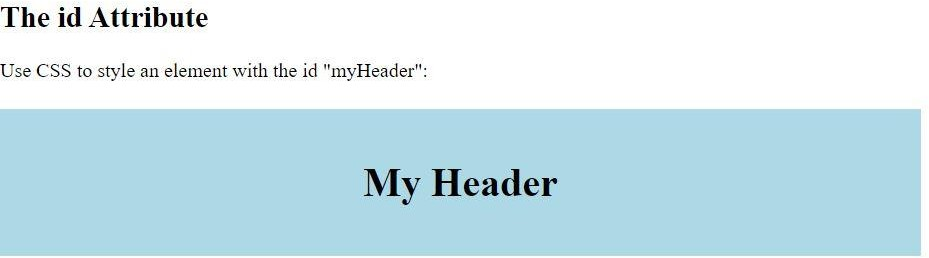 The id Attribute
Use CSS to style an element with the id "myHeader":
My Header